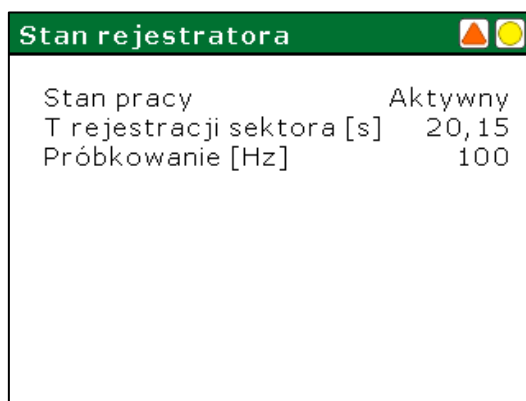 Stan rejestratora
Stan pracy Aktywny
T rejestracji sektora [s] 20,15
Próbkowanie [Hz] 100